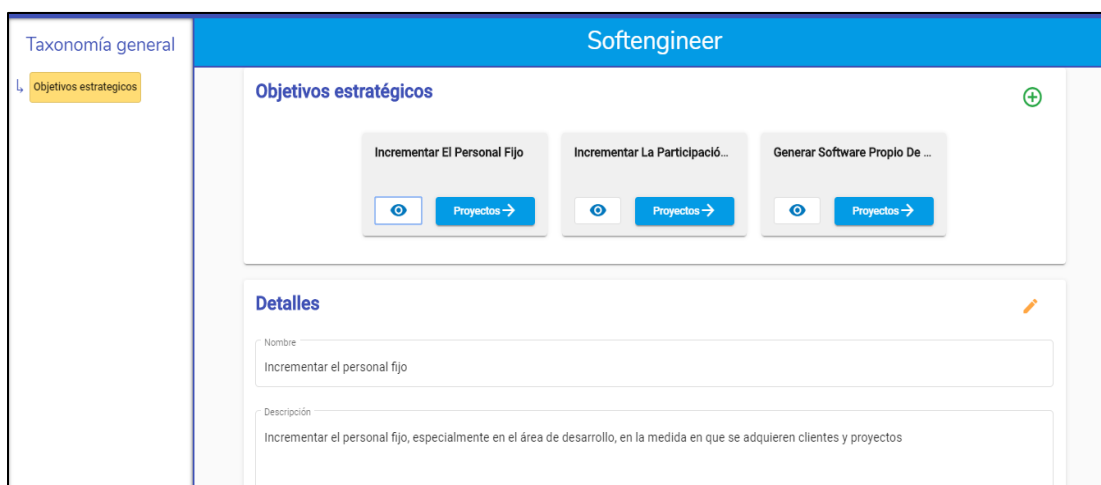 Taxonomía general
Softengineer
Objetivos estrategicos
Objetivos estratégicos
Incrementar El Personal Fijo
Incrementar La Participació...
Generar Software Propio De ...
Proyectos
Proyectos
Proyectos
Detalles
Nombre
Incrementar el personal fijo
Descripción
Incrementar el personal fijo, especialmente en el área de desarrollo, en la medida en que se adquieren clientes y proyectos